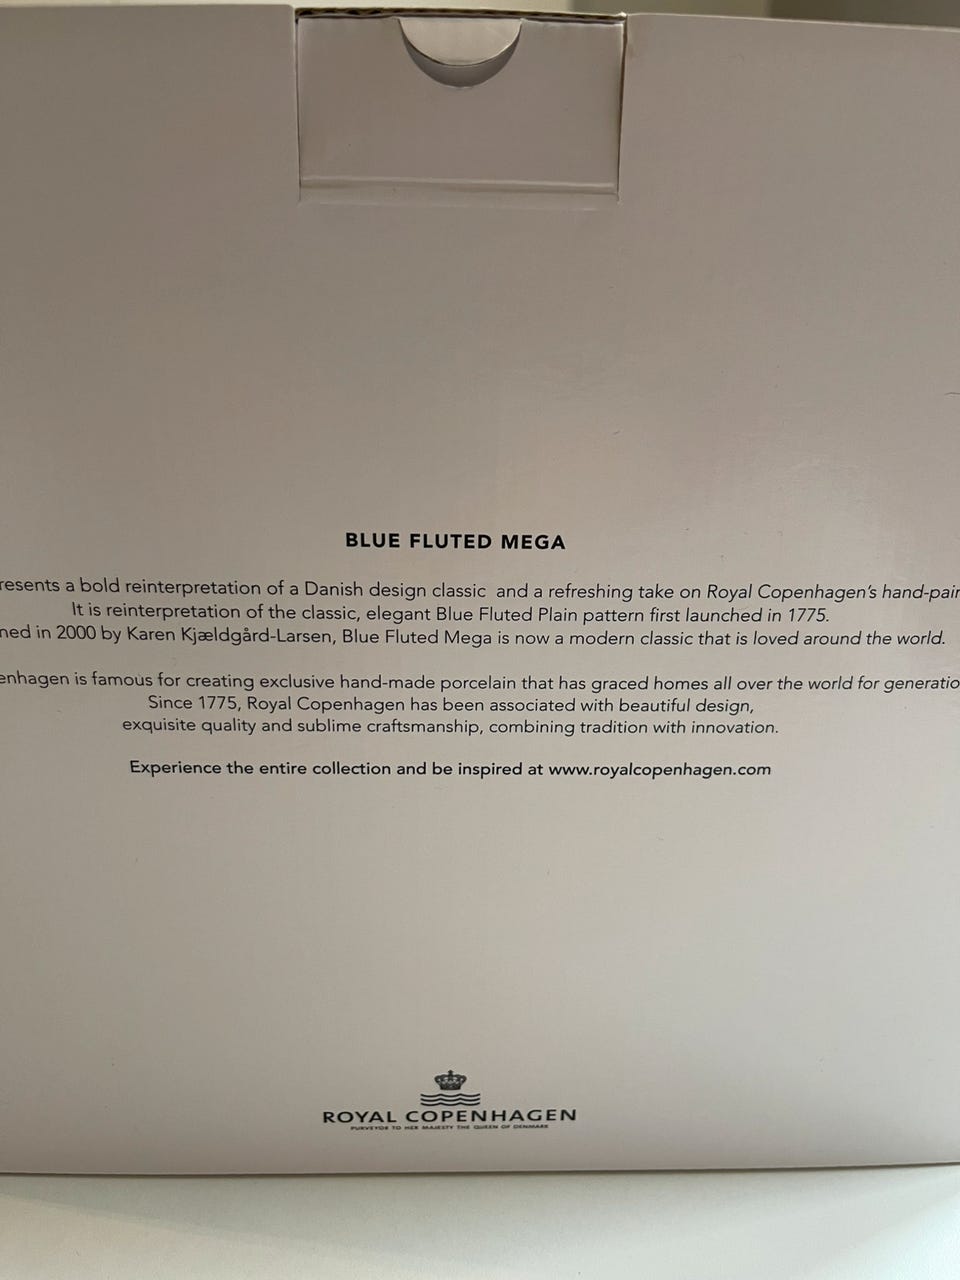 BLUE FLUTED MEGA
resents a bold reinterpretation of a Danish design classic and a refreshing take on Royal Copenhagen's hand-pain
It is reinterpretation of the classic, elegant Blue Fluted Plain pattern first launched in 1775.
ned in 2000 by Karen Kjældgård-Larsen, Blue Fluted Mega is now a modern classic that is loved around the world.
enhagen is famous for creating exclusive hand-made porcelain that has graced homes all over the world for generatio
Since 1775, Royal Copenhagen has been associated with beautiful design,
exquisite quality and sublime craftsmanship, combining tradition with innovation.
Experience the entire collection and be inspired at www.royalcopenhagen.com
ROYAL COPENHAGEN
PURVEYOR TO HER MAJESTY THE QUEEN OF DENMARK